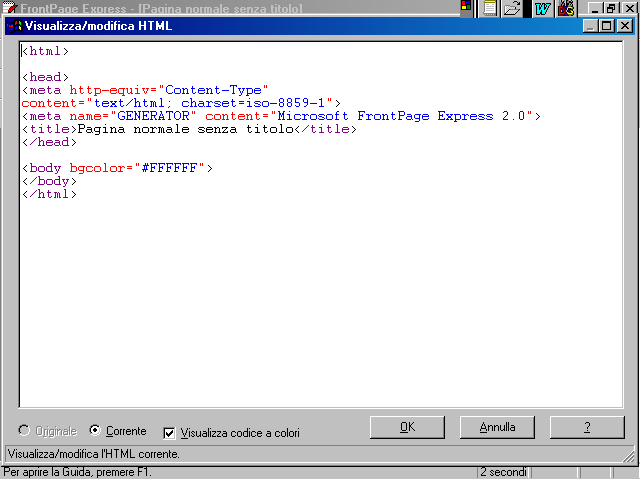 FrontPage Express - [Pagina normale senza titolo]
Visualizza/modifica HTML
<html>
<head>
<meta http-equiv="Content-Type"
content="text/html; charset=iso-8859-1">
<meta name="GENERATOR" content="Microsoft FrontPage Express 2.0">
<title>Pagina normale senza titolo</title>
</head>
<body bgcolor="#FFFFFF">
</body>
</html>
Originale Corrente Visualizza codice a colori OK Annulla ?
Visualizza/modifica l'HTML corrente.
Per aprire la Guida, premere F1. 2 secondi